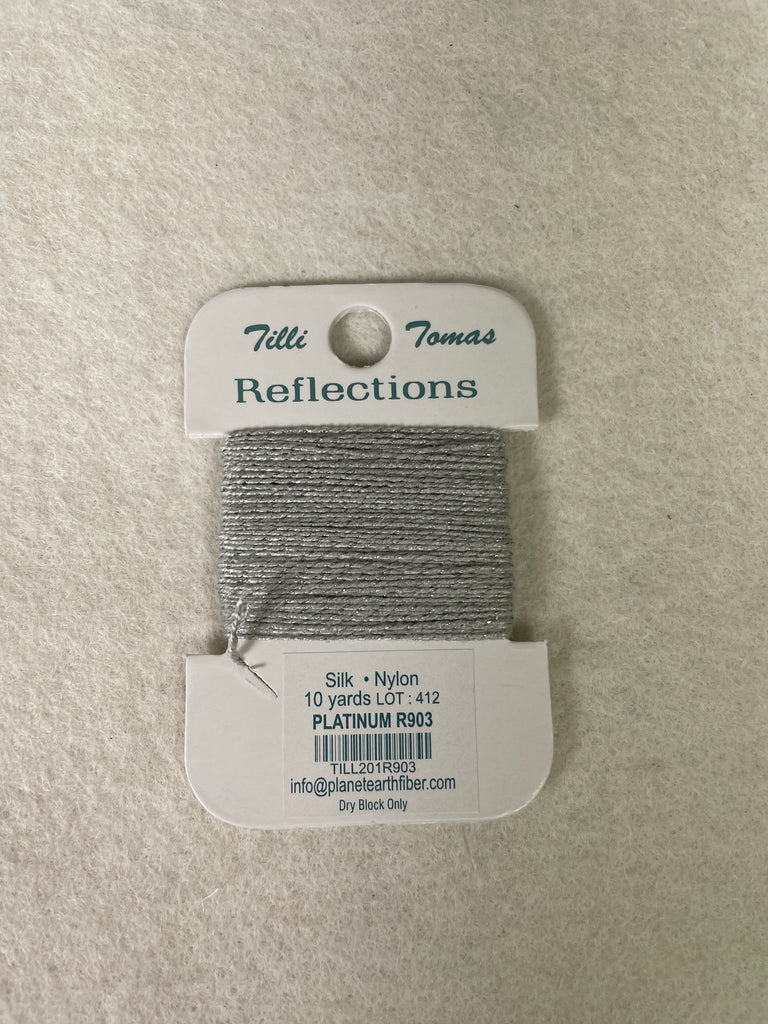 Tilli Tomas
Reflections
Silk • Nylon
10 yards LOT : 412
PLATINUM R903
TILL201R903
info@planetearthfiber.com
Dry Block Only